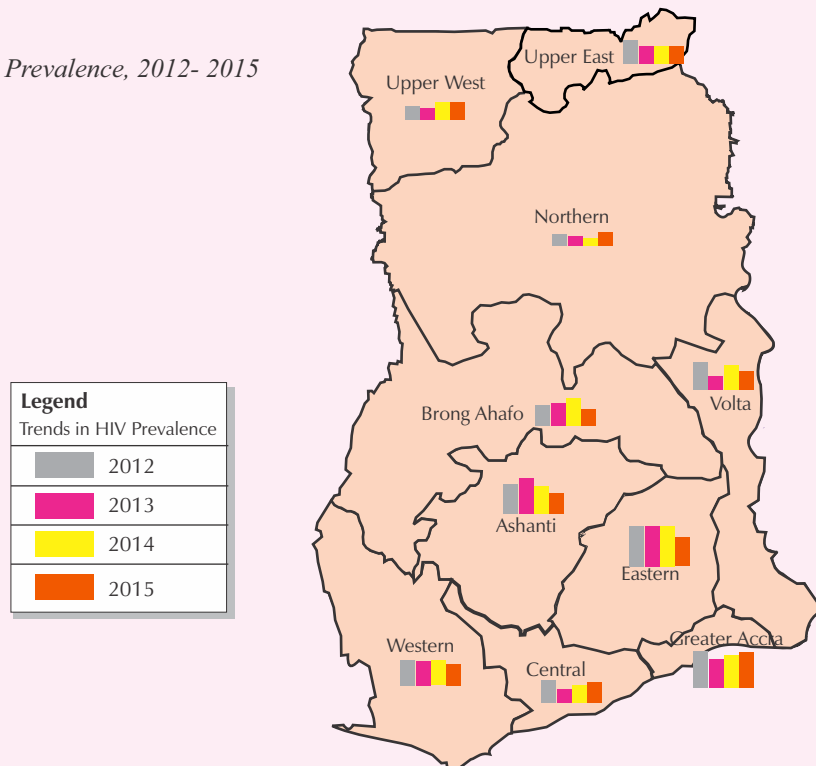 Prevalence, 2012- 2015
Upper East
Upper West
Northern
Volta
Brong Ahafo
Ashanti
Eastern
Greater Accra
Western
Central
Legend
Trends in HIV Prevalence
2012
2013
2014
2015